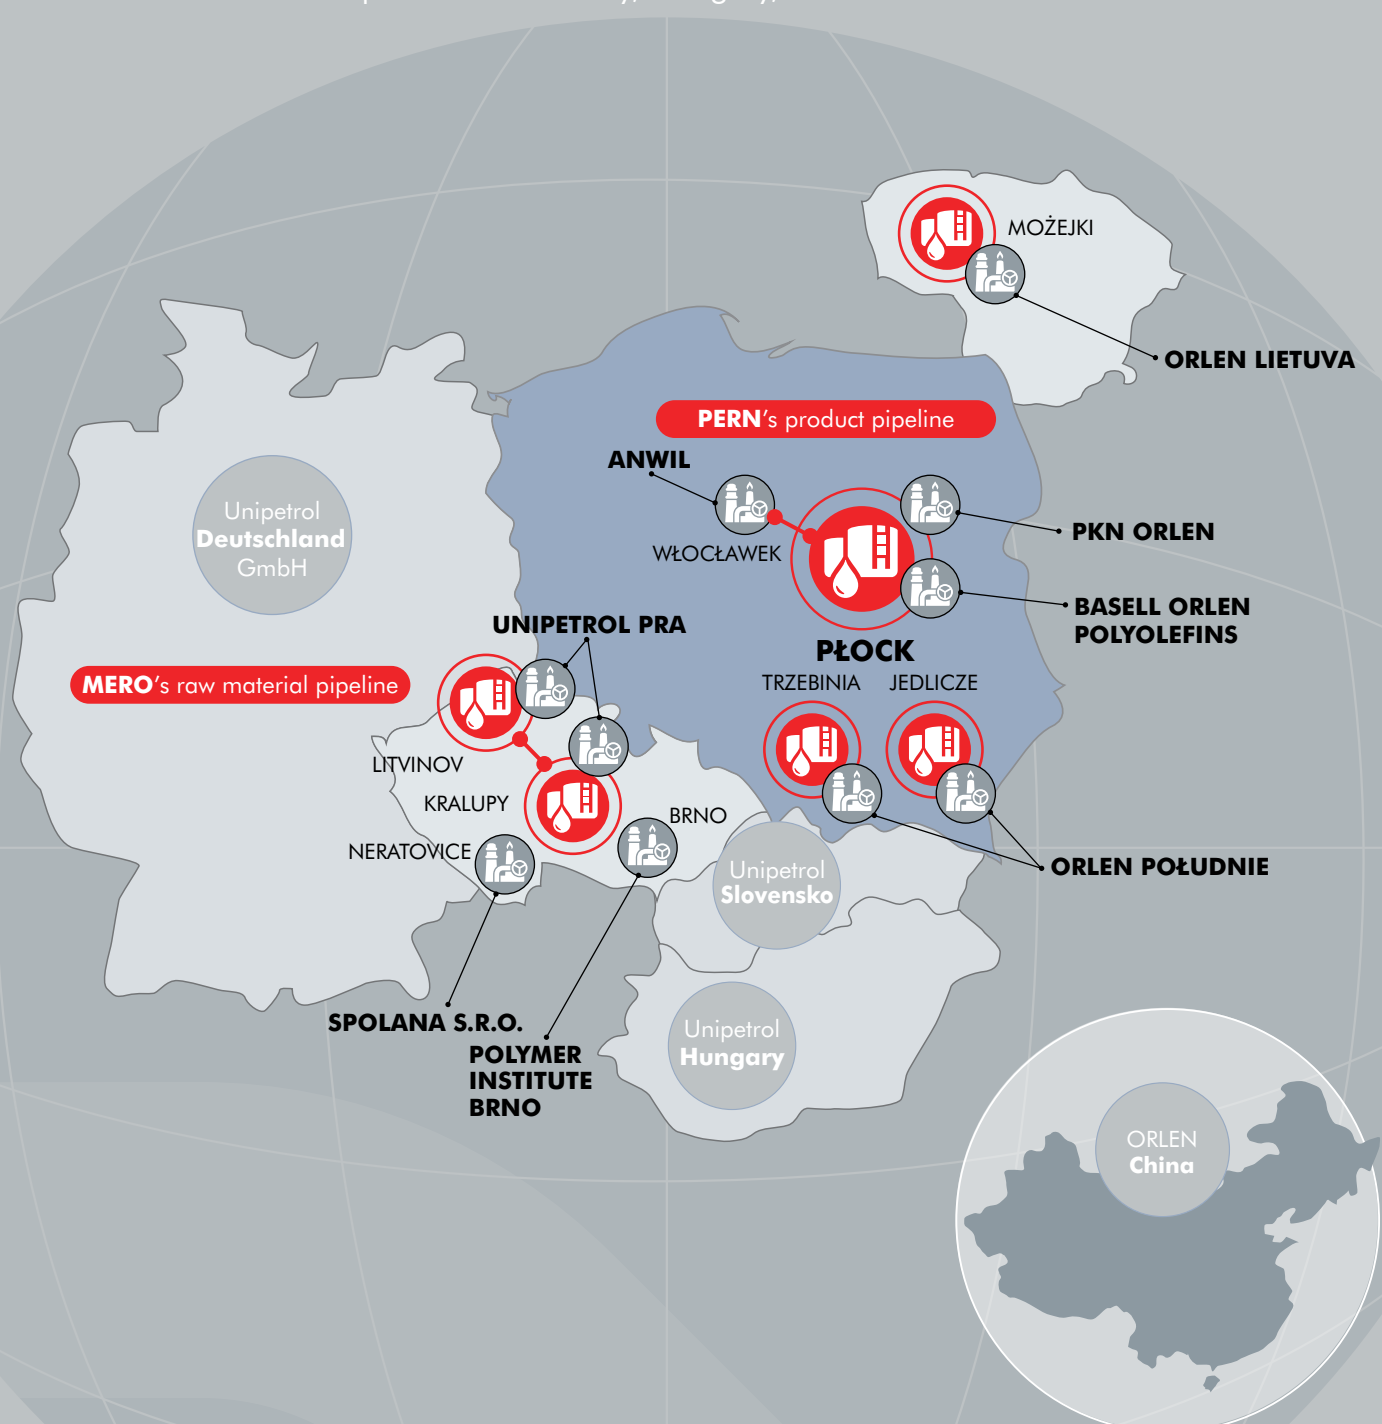 MOŻEJKI
ORLEN LIETUVA
PERN's product pipeline
ANWIL
Unipetrol
Deutschland
GmbH
PKN ORLEN
WŁOCŁAWEK
BASELL ORLEN
POLYOLEFINS
UNIPETROL PRA
PŁOCK
MERO's raw material pipeline
TRZEBINIA
JEDLICZE
LITVINOV
KRALUPY
BRNO
NERATOVICE
Unipetrol
Slovensko
ORLEN POŁUDNIE
SPOLANA S.R.O.
POLYMER
INSTITUTE
BRNO
Unipetrol
Hungary
ORLEN
China